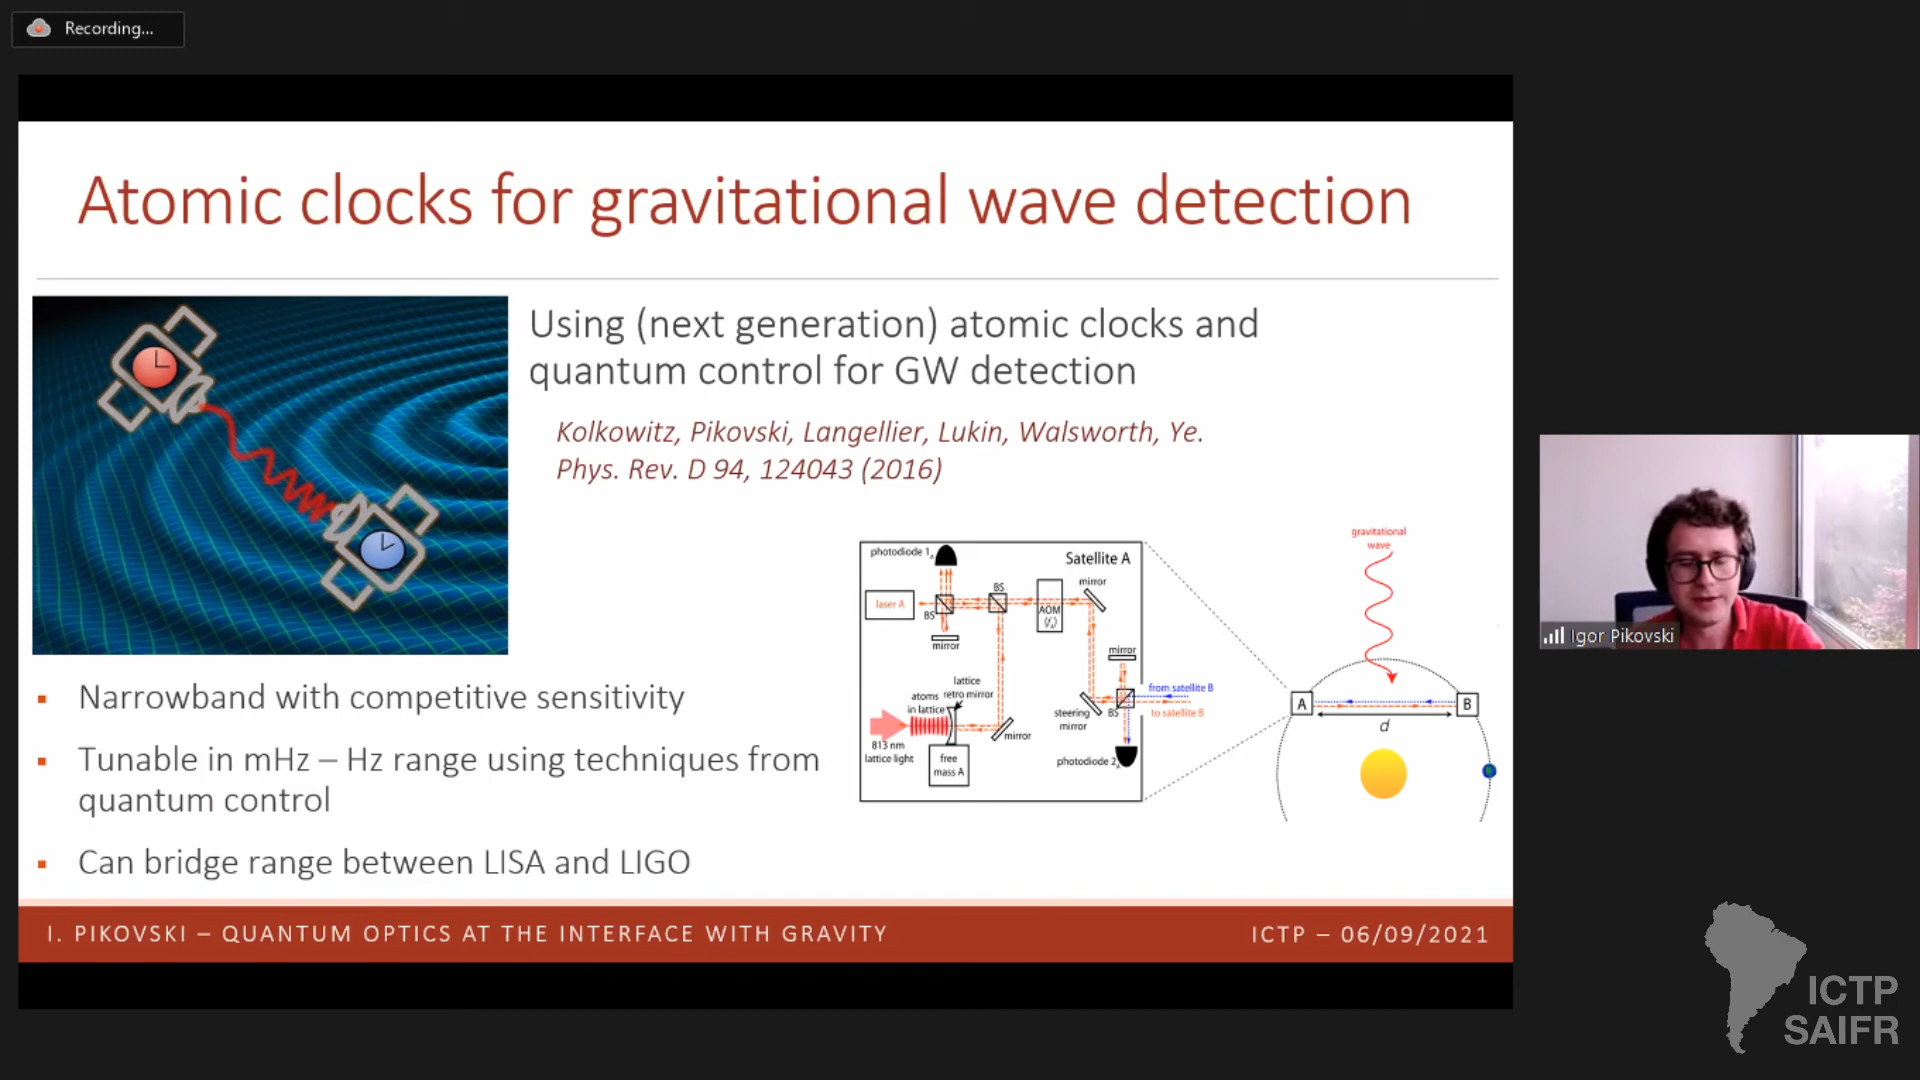 Recording...
Atomic clocks for gravitational wave detection
Using (next generation) atomic clocks and
quantum control for GW detection
Kolkowitz, Pikovski, Langellier, Lukin, Walsworth, Ye.
Phys. Rev. D 94, 124043 (2016)
▪ Narrowband with competitive sensitivity
▪ Tunable in mHz – Hz range using techniques from
quantum control
▪ Can bridge range between LISA and LIGO
photodiode 1A
Satellite A
laser A
BS
BS
mirror
AOM
mirror
mirror
lattice
retro mirror
atoms
in lattice
813 nm
lattice light
mirror
free
mass A
steering
mirror
BS
from satellite B
to satellite B
photodiode 2A
gravitational
wave
A
B
d
I. PIKOVSKI – QUANTUM OPTICS AT THE INTERFACE WITH GRAVITY
ICTP – 06/09/2021
Igor Pikovski
ICTP
SAIFR